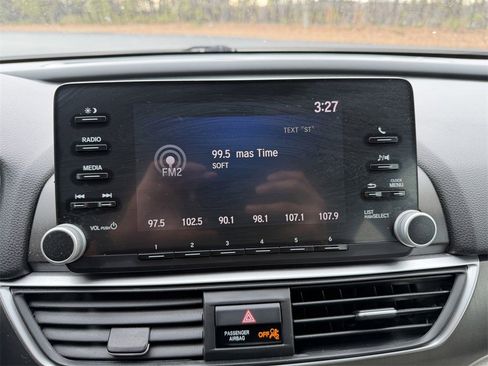 3:27
TEXT "ST"
RADIO
99.5 mas Time
SOFT
FM2
MEDIA
CLOCK
MENU
VOL PUSH
97.5 102.5 90.1 98.1 107.1 107.9
LIST
PUSH SELECT
1 2 3 4 5 6
PASSENGER
AIRBAG
OFF